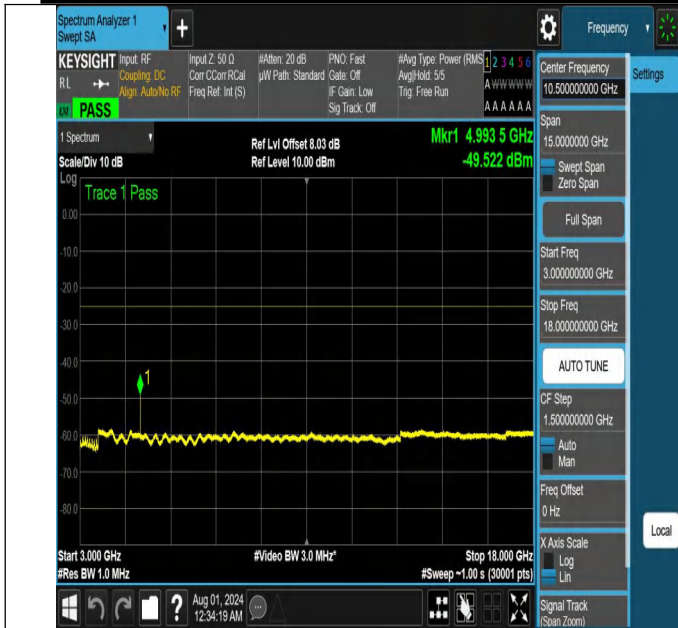 Spectrum Analyzer 1
Swept SA
+
Frequency
KEYSIGHT
RL
PASS
Input: RF
Coupling: DC
Align: Auto/No RF
Input Z: 50 Ω
Corr CCorr RCal
Freq Ref: Int (S)
#Atten: 20 dB
µW Path: Standard
PNO: Fast
Gate: Off
IF Gain: Low
Sig Track: Off
#Avg Type: Power (RMS
Avg|Hold: 5/5
Trig: Free Run
1 2 3 4 5 6
A W W W W W
A A A A A A
1 Spectrum
Scale/Div 10 dB
Ref Lvl Offset 8.03 dB
Ref Level 10.00 dBm
Mkr1 4.993 5 GHz
-49.522 dBm
Log
Trace 1 Pass
0.00
-10.0
-20.0
-30.0
-40.0
1
-50.0
-60.0
-70.0
-80.0
Start 3.000 GHz
#Res BW 1.0 MHz
#Video BW 3.0 MHz*
Stop 18.000 GHz
#Sweep ~1.00 s (30001 pts)
Aug 01, 2024
12:34:19 AM
?
Center Frequency
10.500000000 GHz
Settings
Span
15.0000000 GHz
Swept Span
Zero Span
Full Span
Start Freq
3.000000000 GHz
Stop Freq
18.000000000 GHz
AUTO TUNE
CF Step
1.500000000 GHz
Auto
Man
Freq Offset
0 Hz
Local
X Axis Scale
Log
Lin
Signal Track
(Span Zoom)